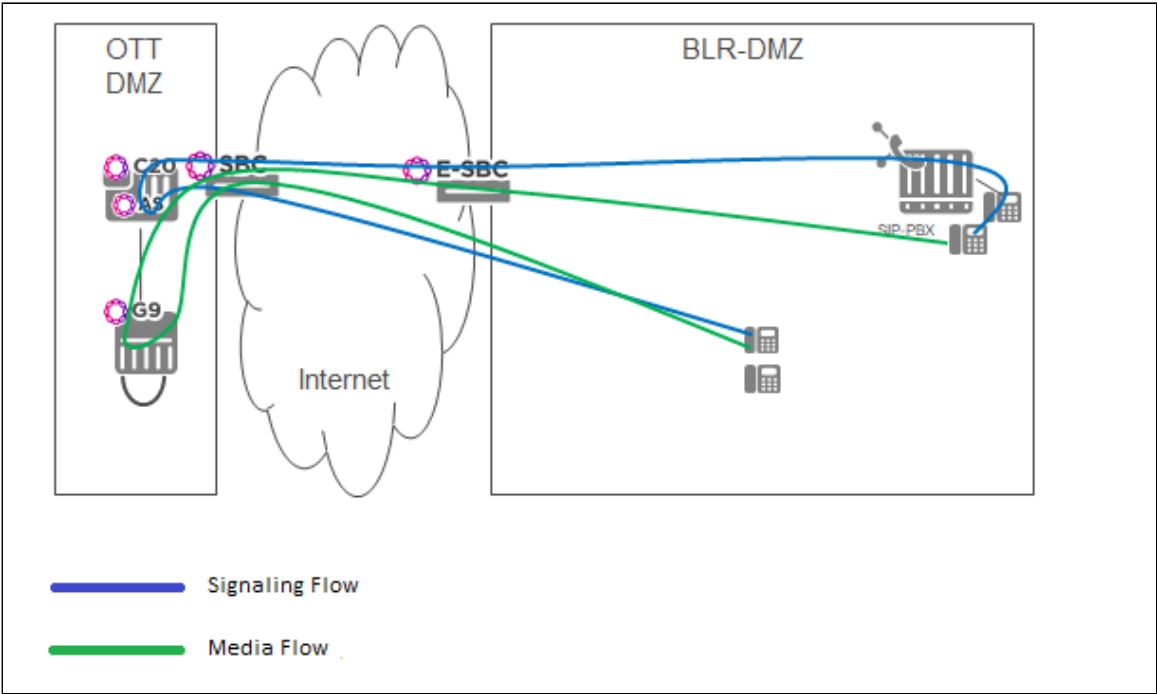 OTT
DMZ
BLR-DMZ
C20
SBC
E-SBC
AS
SIP-PBX
G9
Internet
Signaling Flow
Media Flow